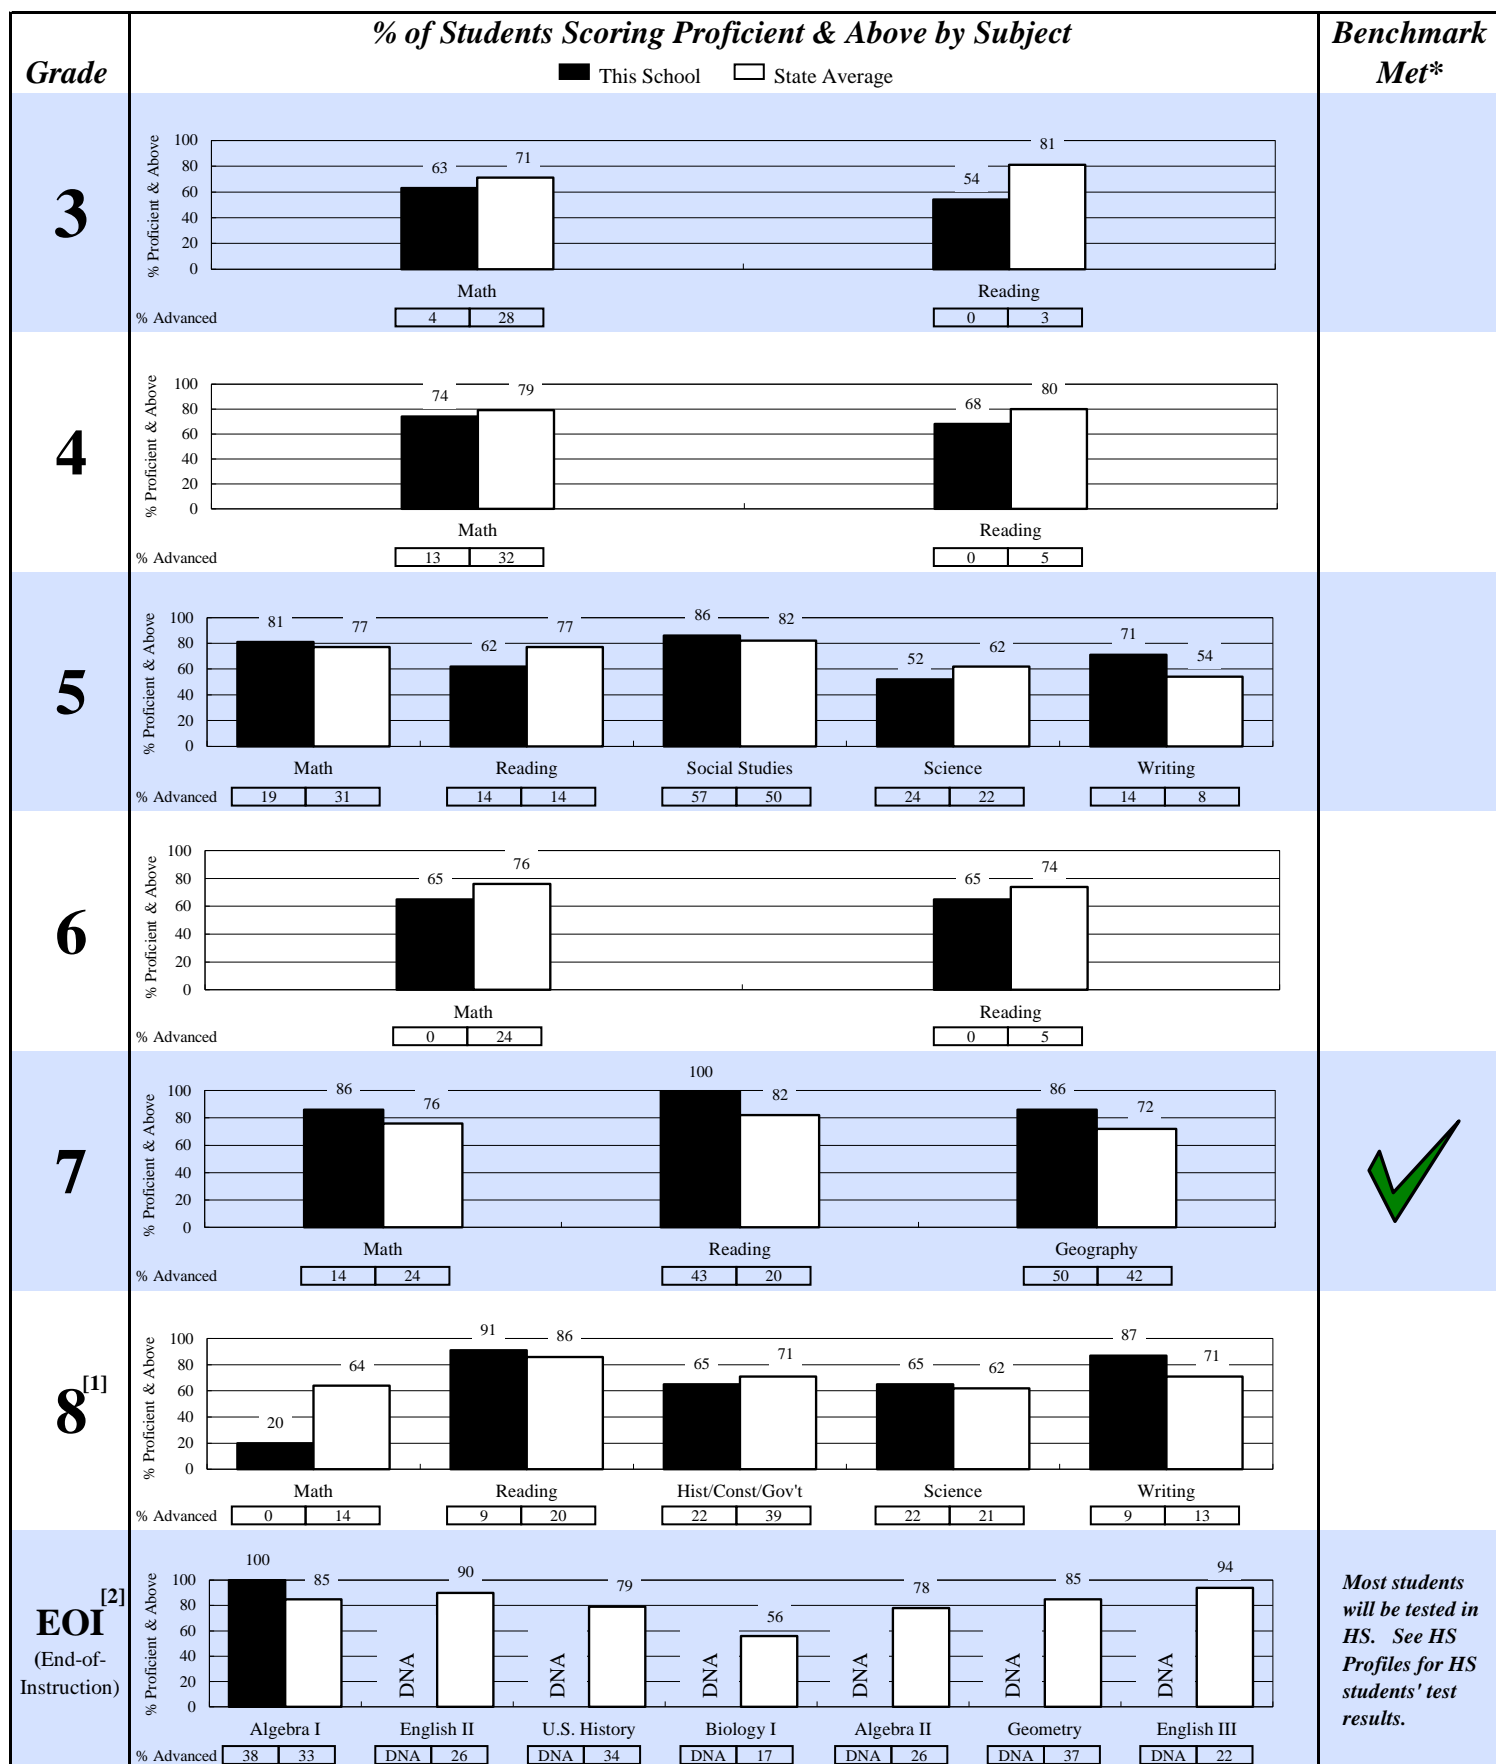 % of Students Scoring Proficient & Above by Subject
Benchmark
Met*
Grade
This School State Average
3
% Proficient & Above
100
80
60
40
20
0
63 71 54 81
Math Reading
% Advanced 4 28 0 3
4
% Proficient & Above
100
80
60
40
20
0
74 79 68 80
Math Reading
% Advanced 13 32 0 5
5
% Proficient & Above
100
80
60
40
20
0
81 77 62 77 86 82 52 62 71 54
Math Reading Social Studies Science Writing
% Advanced 19 31 14 14 57 50 24 22 14 8
6
% Proficient & Above
100
80
60
40
20
0
65 76 65 74
Math Reading
% Advanced 0 24 0 5
7
% Proficient & Above
100
80
60
40
20
0
86 76 100 82 86 72
Math Reading Geography
% Advanced 14 24 43 20 50 42
8[1]
% Proficient & Above
100
80
60
40
20
0
20 64 91 86 65 71 65 62 87 71
Math Reading Hist/Const/Gov't Science Writing
% Advanced 0 14 9 20 22 39 22 21 9 13
EOI[2]
(End-of-
Instruction)
% Proficient & Above
100
80
60
40
20
0
100 85 DNA 90 DNA 79 DNA 56 DNA 78 DNA 85 DNA 94
Algebra I English II U.S. History Biology I Algebra II Geometry English III
% Advanced 38 33 DNA 26 DNA 34 DNA 17 DNA 26 DNA 37 DNA 22
Most students
will be tested in
HS. See HS
Profiles for HS
students' test
results.